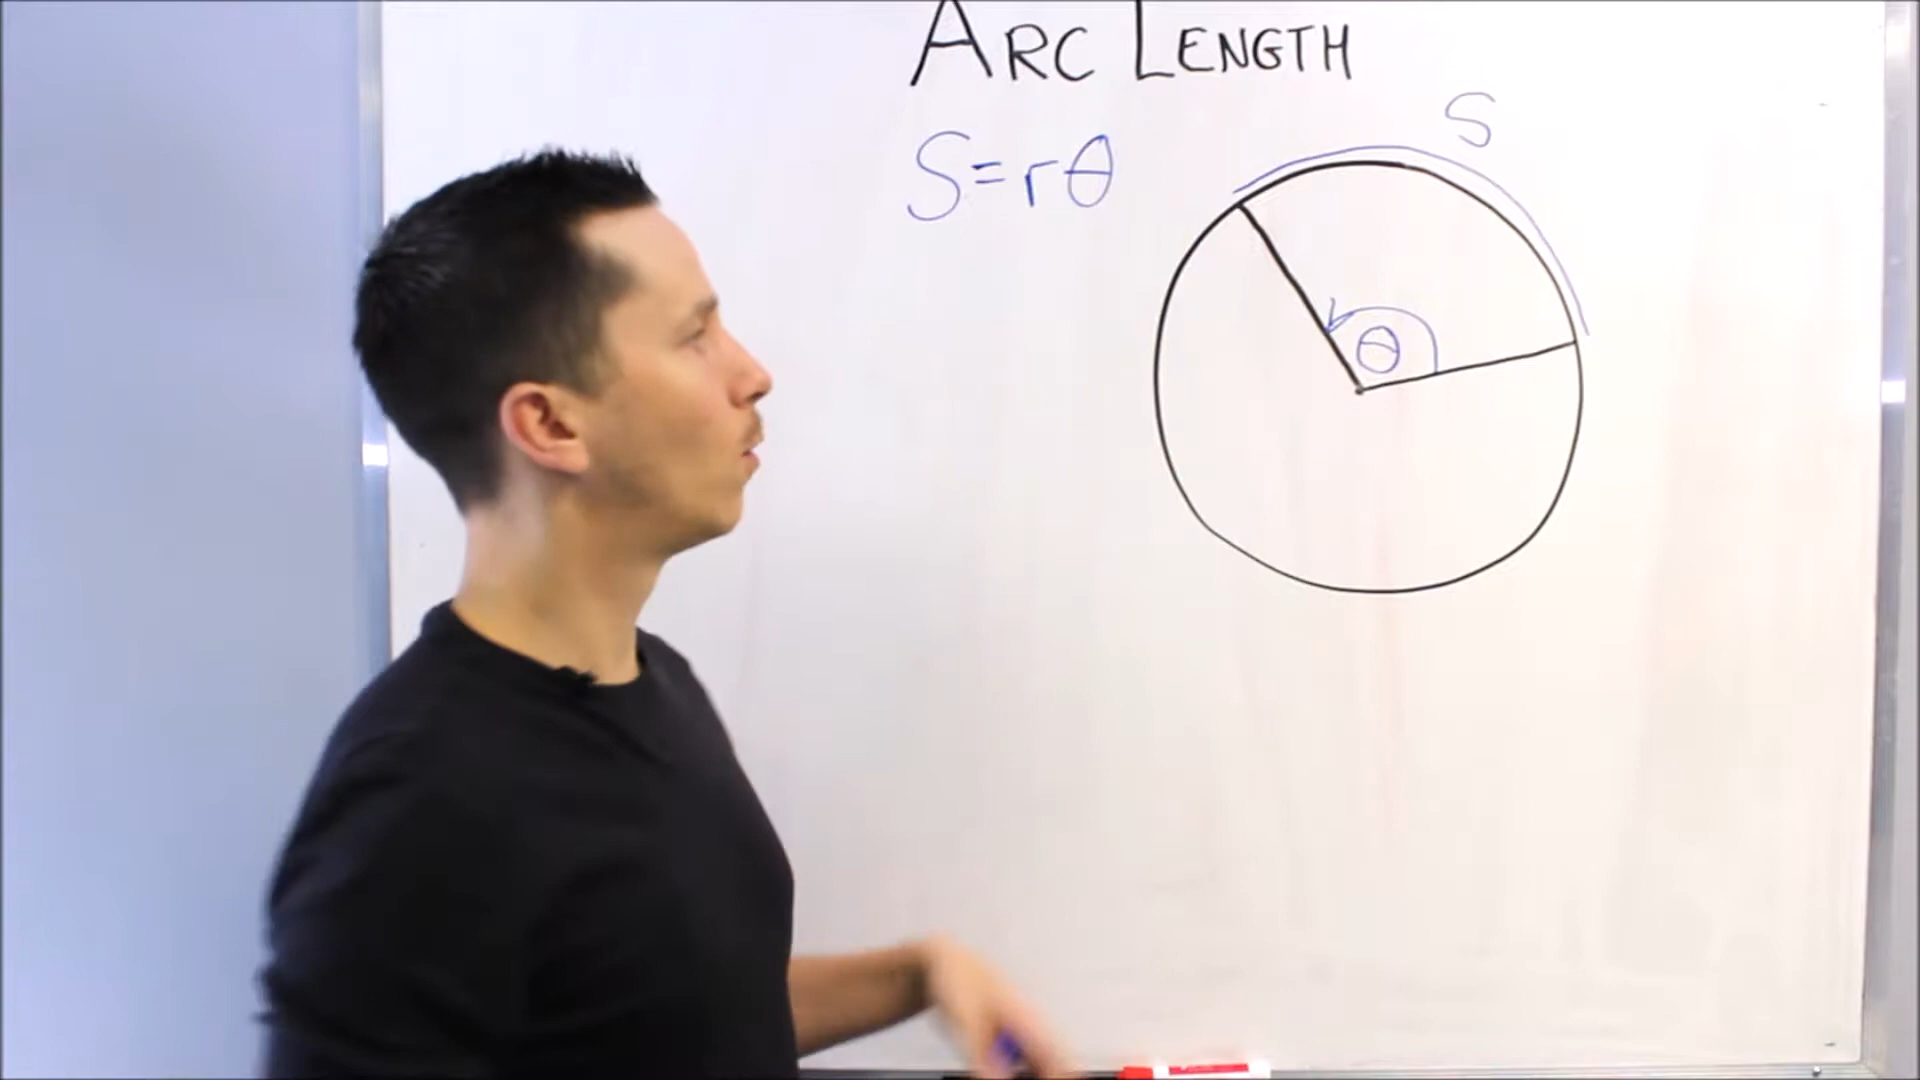 ARC LENGTH
S
S=rθ
θ